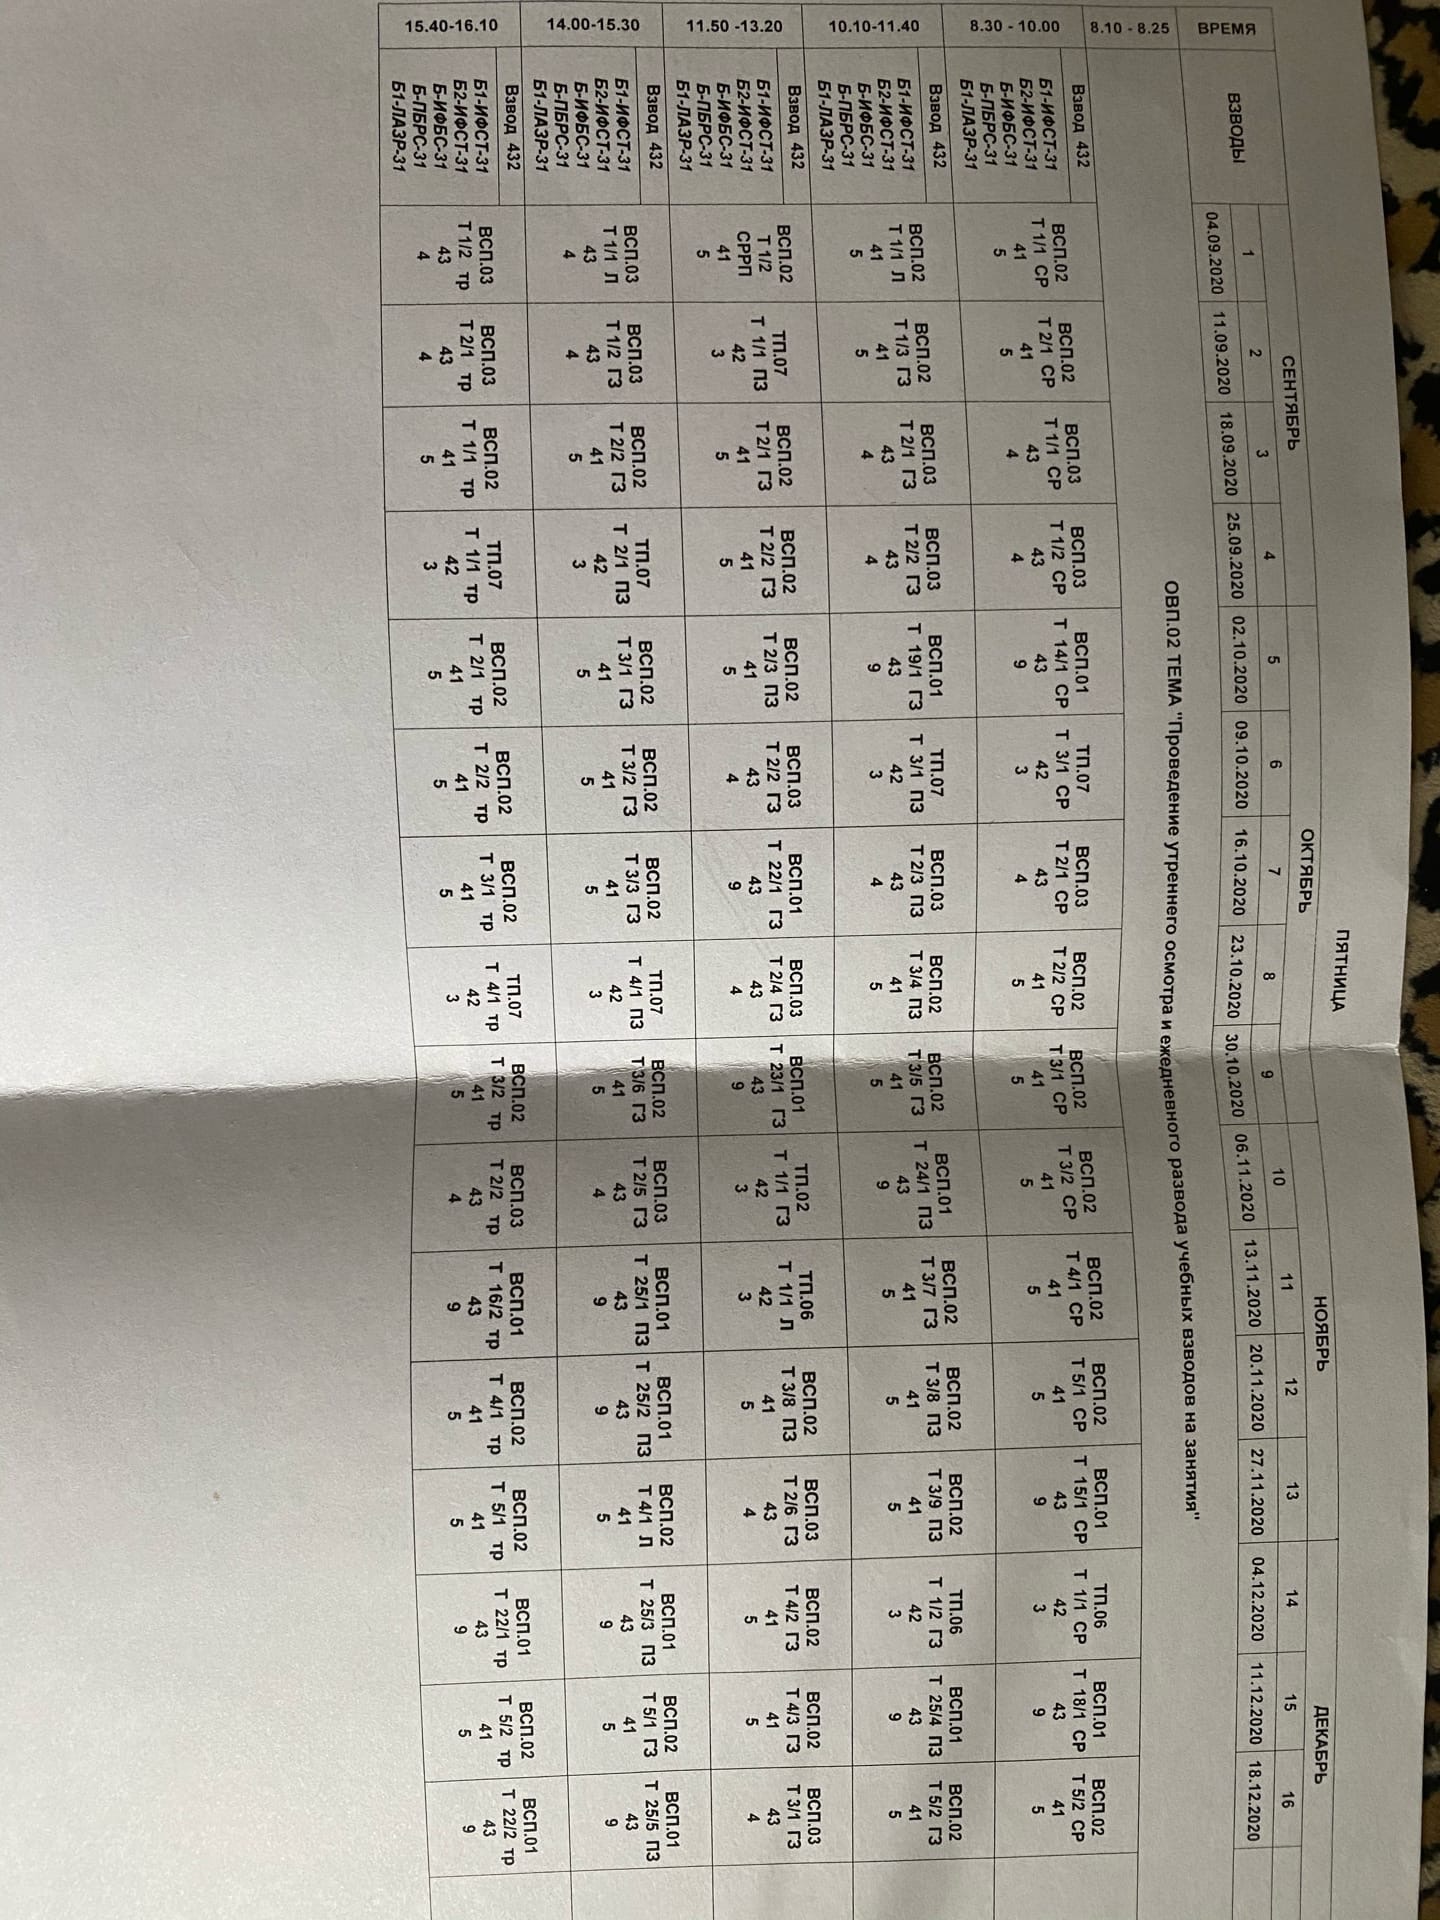 ПЯТНИЦА
ВРЕМЯ ВЗВОДЫ СЕНТЯБРЬ ОКТЯБРЬ НОЯБРЬ ДЕКАБРЬ
1 2 3 4 5 6 7 8 9 10 11 12 13 14 15 16
04.09.2020 11.09.2020 18.09.2020 25.09.2020 02.10.2020 09.10.2020 16.10.2020 23.10.2020 30.10.2020 06.11.2020 13.11.2020 20.11.2020 27.11.2020 04.12.2020 11.12.2020 18.12.2020
8.10 - 8.25 ОВП.02 ТЕМА "Проведение утреннего осмотра и ежедневного развода учебных взводов на занятия"
8.30 - 10.00
Взвод 432
Б1-ИФСТ-31
Б2-ИФСТ-31
Б-ИФБС-31
Б-ПБРС-31
Б1-ЛАЗР-31
ВСП.02 ВСП.02 ВСП.03 ВСП.03 ВСП.01 ТП.07 ВСП.03 ВСП.02 ВСП.02 ВСП.02 ВСП.02 ВСП.02 ВСП.01 ТП.06 ВСП.01 ВСП.02
Т 1/1 СР Т 2/1 СР Т 1/1 СР Т 1/2 СР Т 14/1 СР Т 3/1 СР Т 2/1 СР Т 2/2 СР Т 3/1 СР Т 3/2 СР Т 4/1 СР Т 5/1 СР Т 15/1 СР Т 1/1 СР Т 18/1 СР Т 5/2 СР
41 41 43 43 43 42 43 41 41 41 41 41 43 42 43 41
5 5 4 4 9 3 4 5 5 5 5 5 9 3 9 5
10.10-11.40
Взвод 432
Б1-ИФСТ-31
Б2-ИФСТ-31
Б-ИФБС-31
Б-ПБРС-31
Б1-ЛАЗР-31
ВСП.02 ВСП.02 ВСП.03 ВСП.03 ВСП.01 ТП.07 ВСП.03 ВСП.02 ВСП.02 ВСП.01 ВСП.02 ВСП.02 ВСП.02 ТП.06 ВСП.01 ВСП.02
Т 1/1 Л Т 1/3 ГЗ Т 2/1 ГЗ Т 2/2 ГЗ Т 19/1 ГЗ Т 3/1 ПЗ Т 2/3 ПЗ Т 3/4 ПЗ Т 3/5 ГЗ Т 24/1 ПЗ Т 3/7 ГЗ Т 3/8 ПЗ Т 3/9 ПЗ Т 1/2 ГЗ Т 25/4 ПЗ Т 5/2 ГЗ
41 41 43 43 43 42 43 41 41 43 41 41 41 42 43 41
5 5 4 4 9 3 4 5 5 9 5 5 5 3 9 5
11.50 -13.20
Взвод 432
Б1-ИФСТ-31
Б2-ИФСТ-31
Б-ИФБС-31
Б-ПБРС-31
Б1-ЛАЗР-31
ВСП.02 ТП.07 ВСП.02 ВСП.02 ВСП.02 ВСП.03 ВСП.01 ВСП.03 ВСП.01 ТП.02 ТП.06 ВСП.02 ВСП.03 ВСП.02 ВСП.02 ВСП.03
Т 1/2 СРРП Т 1/1 ПЗ Т 2/1 ГЗ Т 2/2 ГЗ Т 2/3 ПЗ Т 2/2 ГЗ Т 22/1 ГЗ Т 2/4 ГЗ Т 23/1 ГЗ Т 1/1 ГЗ Т 1/1 Л Т 3/8 ПЗ Т 2/6 ГЗ Т 4/2 ГЗ Т 4/3 ГЗ Т 3/1 ГЗ
41 42 41 41 41 43 43 43 43 42 42 41 43 41 41 43
5 3 5 5 5 4 9 4 9 3 3 5 4 5 5 4
14.00-15.30
Взвод 432
Б1-ИФСТ-31
Б2-ИФСТ-31
Б-ИФБС-31
Б-ПБРС-31
Б1-ЛАЗР-31
ВСП.03 ВСП.03 ВСП.02 ТП.07 ВСП.02 ВСП.02 ВСП.02 ТП.07 ВСП.02 ВСП.03 ВСП.01 ВСП.01 ВСП.02 ВСП.01 ВСП.02 ВСП.01
Т 1/1 Л Т 1/2 ГЗ Т 2/2 ГЗ Т 2/1 ПЗ Т 3/1 ГЗ Т 3/2 ГЗ Т 3/3 ГЗ Т 4/1 ПЗ Т 3/6 ГЗ Т 2/5 ГЗ Т 25/1 ПЗ Т 25/2 ПЗ Т 4/1 Л Т 25/3 ПЗ Т 5/1 ГЗ Т 25/5 ПЗ
43 43 41 42 41 41 41 42 41 43 43 43 41 43 41 43
4 4 5 3 5 5 5 3 5 4 9 9 5 9 5 9
15.40-16.10
Взвод 432
Б1-ИФСТ-31
Б2-ИФСТ-31
Б-ИФБС-31
Б-ПБРС-31
Б1-ЛАЗР-31
ВСП.03 ВСП.03 ВСП.02 ТП.07 ВСП.02 ВСП.02 ВСП.02 ТП.07 ВСП.02 ВСП.03 ВСП.01 ВСП.02 ВСП.02 ВСП.01 ВСП.02 ВСП.01
Т 1/2 тр Т 2/1 тр Т 1/1 тр Т 1/1 тр Т 2/1 тр Т 2/2 тр Т 3/1 тр Т 4/1 тр Т 3/2 тр Т 2/2 тр Т 16/2 тр Т 4/1 тр Т 5/1 тр Т 22/1 тр Т 5/2 тр Т 22/2 тр
43 43 41 42 41 41 41 42 41 43 43 41 41 43 41 43
4 4 5 3 5 5 5 3 5 4 9 5 5 9 5 9